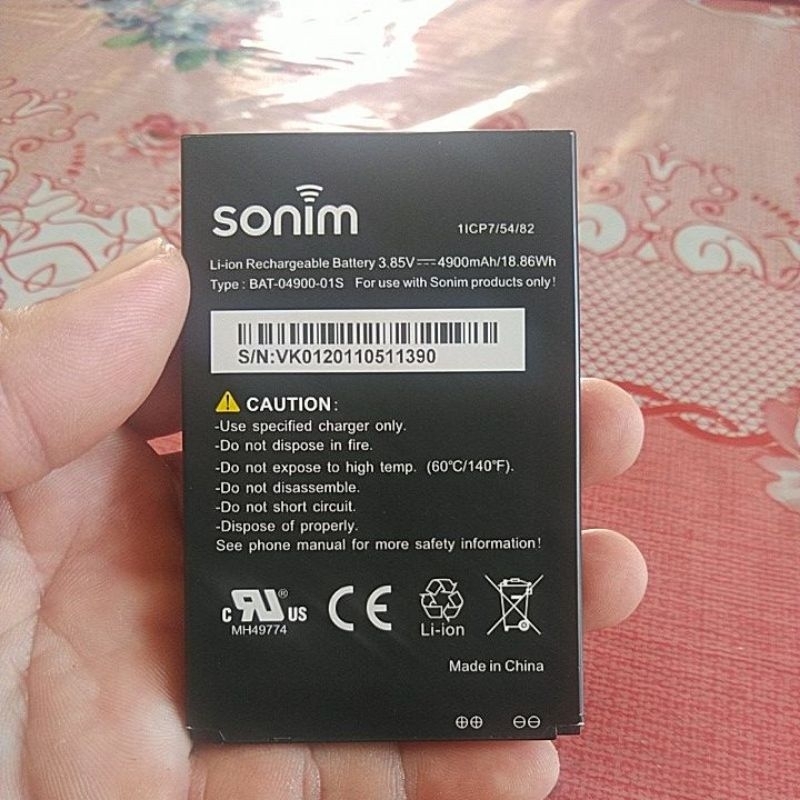 sonim
1ICP7/54/82
Li-ion Rechargeable Battery 3.85V⎓4900mAh/18.86Wh
Type : BAT-04900-01S For use with Sonim products only!
S/N:VK0120110511390
CAUTION :
-Use specified charger only.
-Do not dispose in fire.
-Do not expose to high temp. (60℃/140℉).
-Do not disassemble.
-Do not short circuit.
-Dispose of properly.
See phone manual for more safety information!
c RU® US
MH49774
CE
Li-ion
Made in China
⊕⊕ ⊖⊖